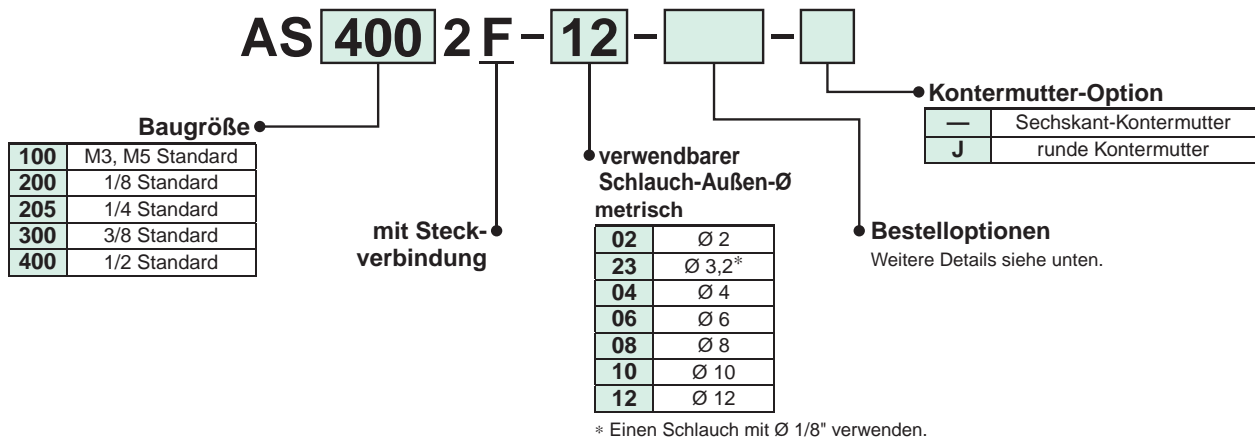 AS 400 2 F – 12 – –
Kontermutter-Option
— Sechskant-Kontermutter
J runde Kontermutter
Baugröße
100 M3, M5 Standard
200 1/8 Standard
205 1/4 Standard
300 3/8 Standard
400 1/2 Standard
mit Steck-
verbindung
verwendbarer
Schlauch-Außen-Ø
metrisch
02 Ø 2
23 Ø 3,2*
04 Ø 4
06 Ø 6
08 Ø 8
10 Ø 10
12 Ø 12
* Einen Schlauch mit Ø 1/8" verwenden.
Bestelloptionen
Weitere Details siehe unten.